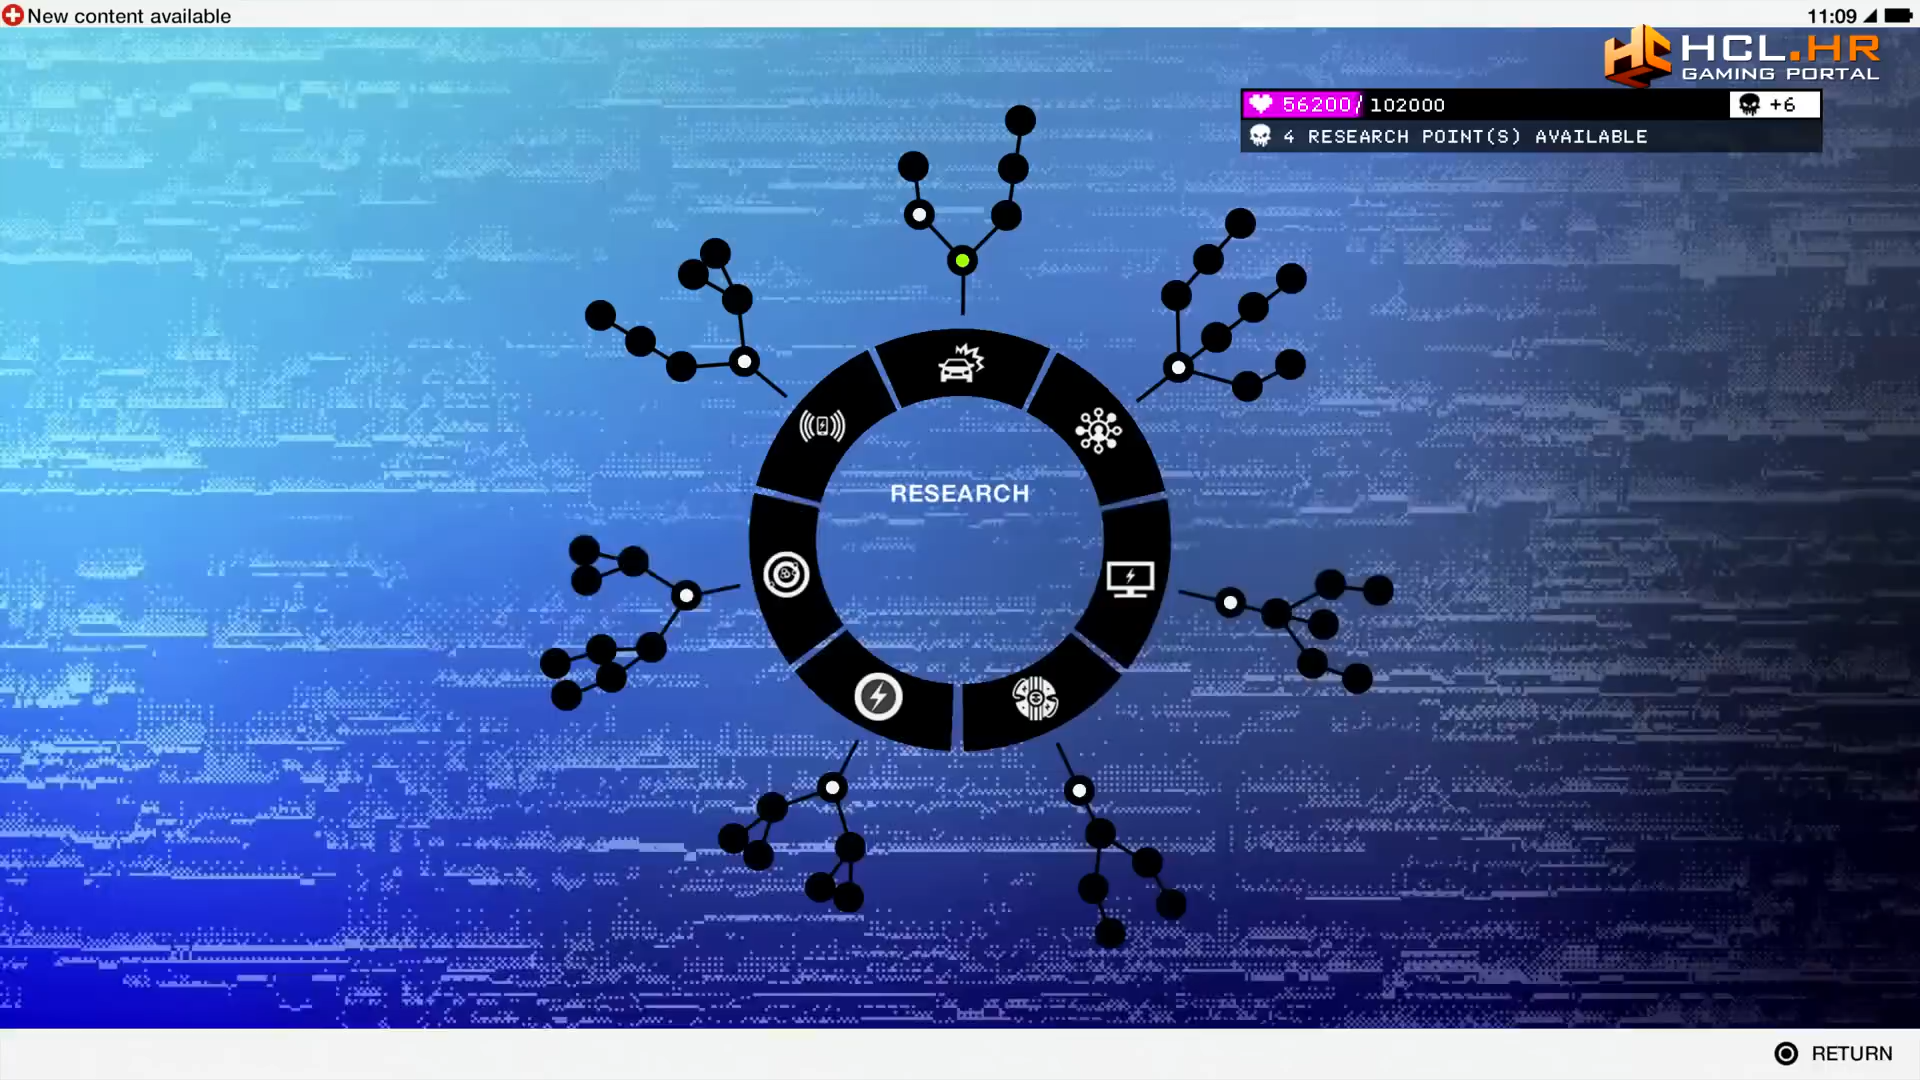 New content available
11:09
HCL.HR
GAMING PORTAL
56200/ 102000
+6
4 RESEARCH POINT(S) AVAILABLE
RESEARCH
RETURN